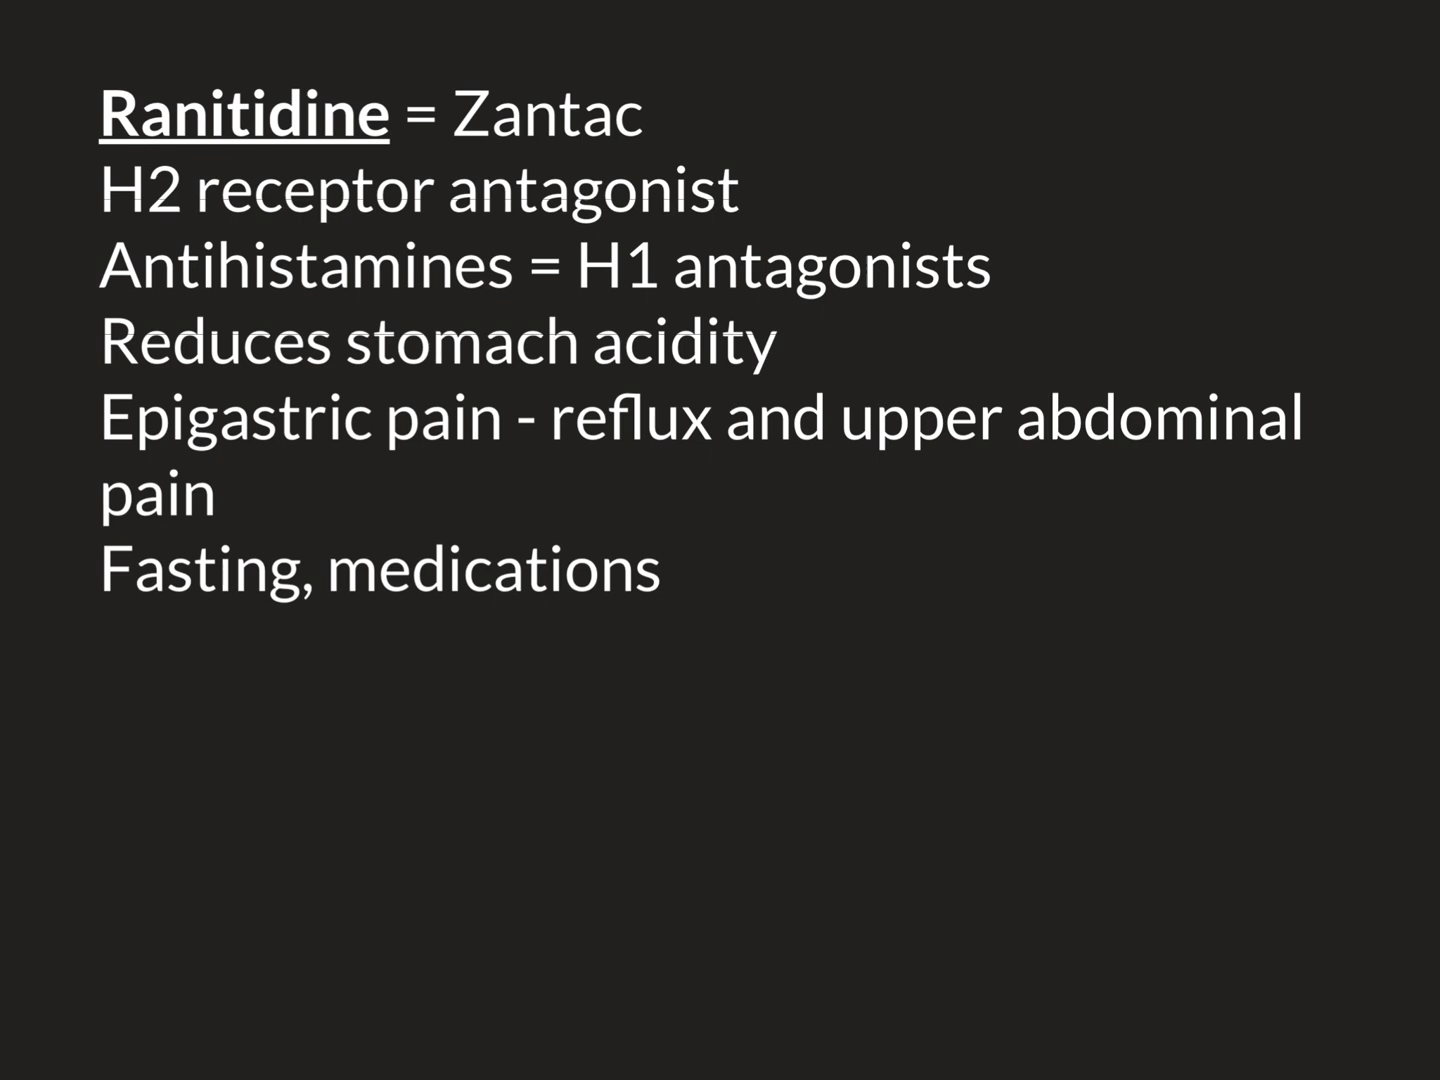 Ranitidine = Zantac
H2 receptor antagonist
Antihistamines = H1 antagonists
Reduces stomach acidity
Epigastric pain - reflux and upper abdominal
pain
Fasting, medications